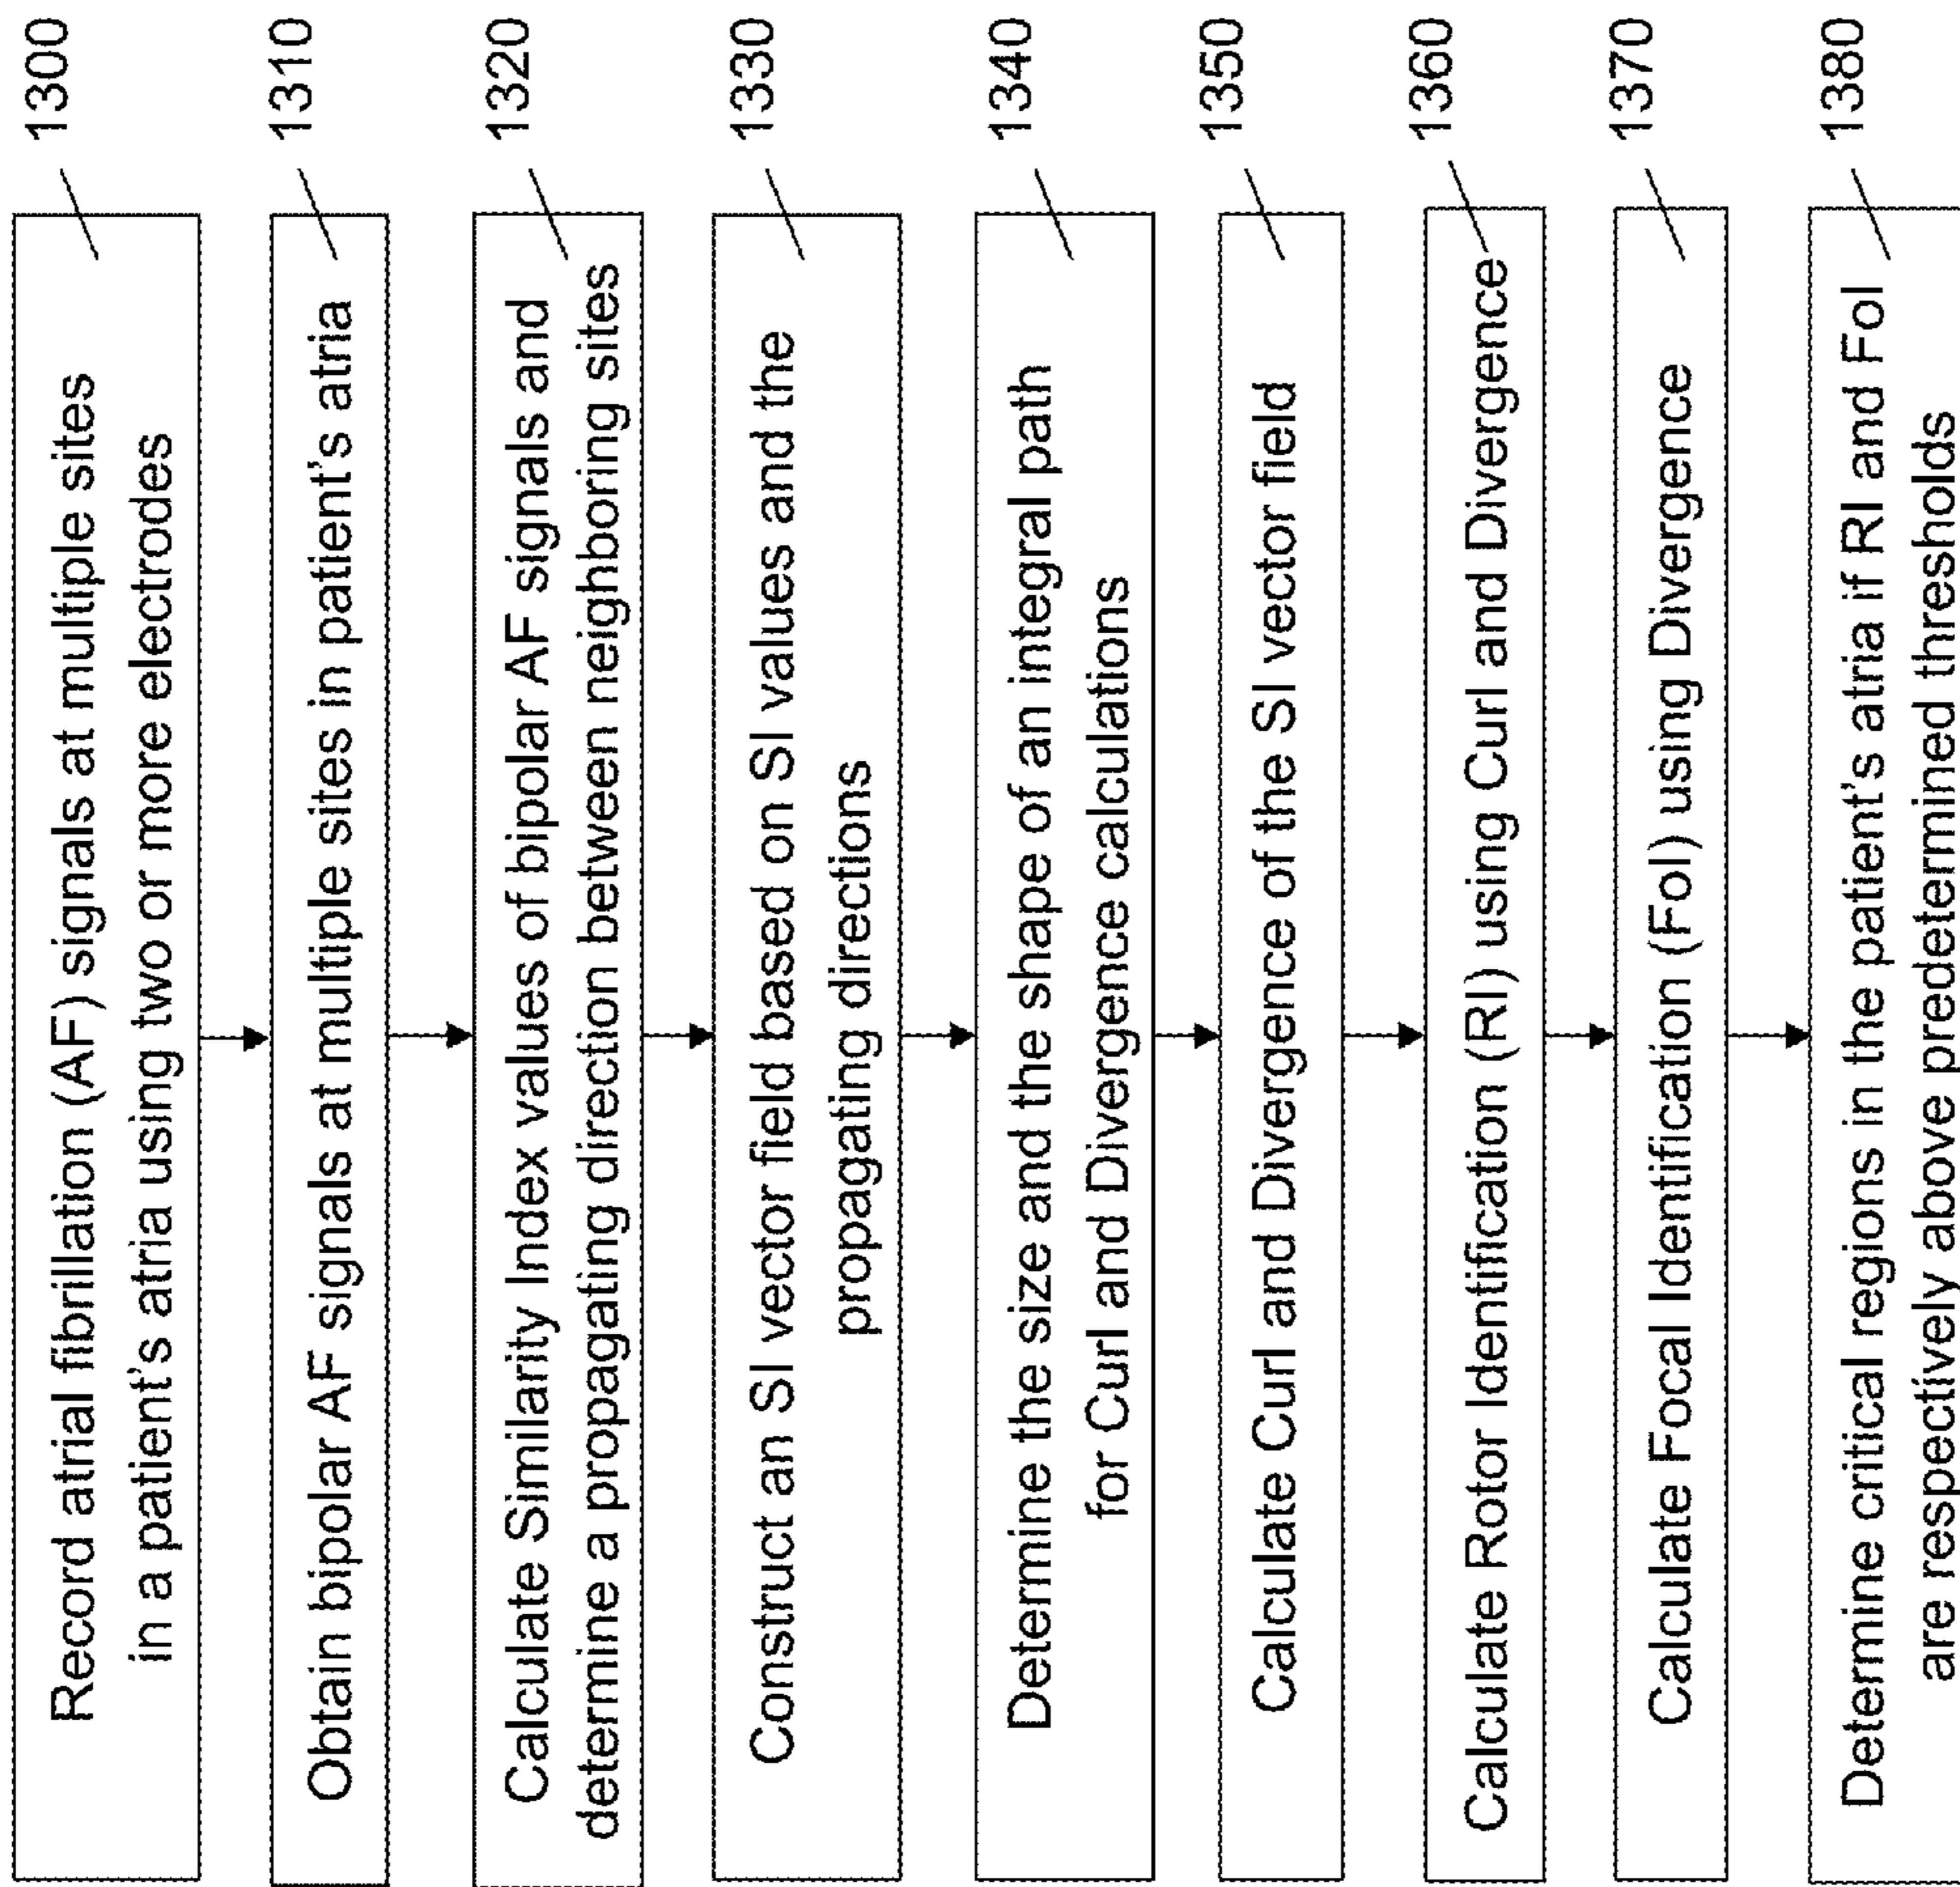 Record atrial fibrillation (AF) signals at multiple sites
in a patient's atria using two or more electrodes
1300
Obtain bipolar AF signals at multiple sites in patient's atria
1310
Calculate Similarity Index values of bipolar AF signals and
determine a propagating direction between neighboring sites
1320
Construct an SI vector field based on SI values and the
propagating directions
1330
Determine the size and the shape of an integral path
for Curl and Divergence calculations
1340
Calculate Curl and Divergence of the SI vector field
1350
Calculate Rotor Identification (RI) using Curl and Divergence
1360
Calculate Focal Identification (FoI) using Divergence
1370
Determine critical regions in the patient's atria if RI and FoI
are respectively above predetermined thresholds
1380